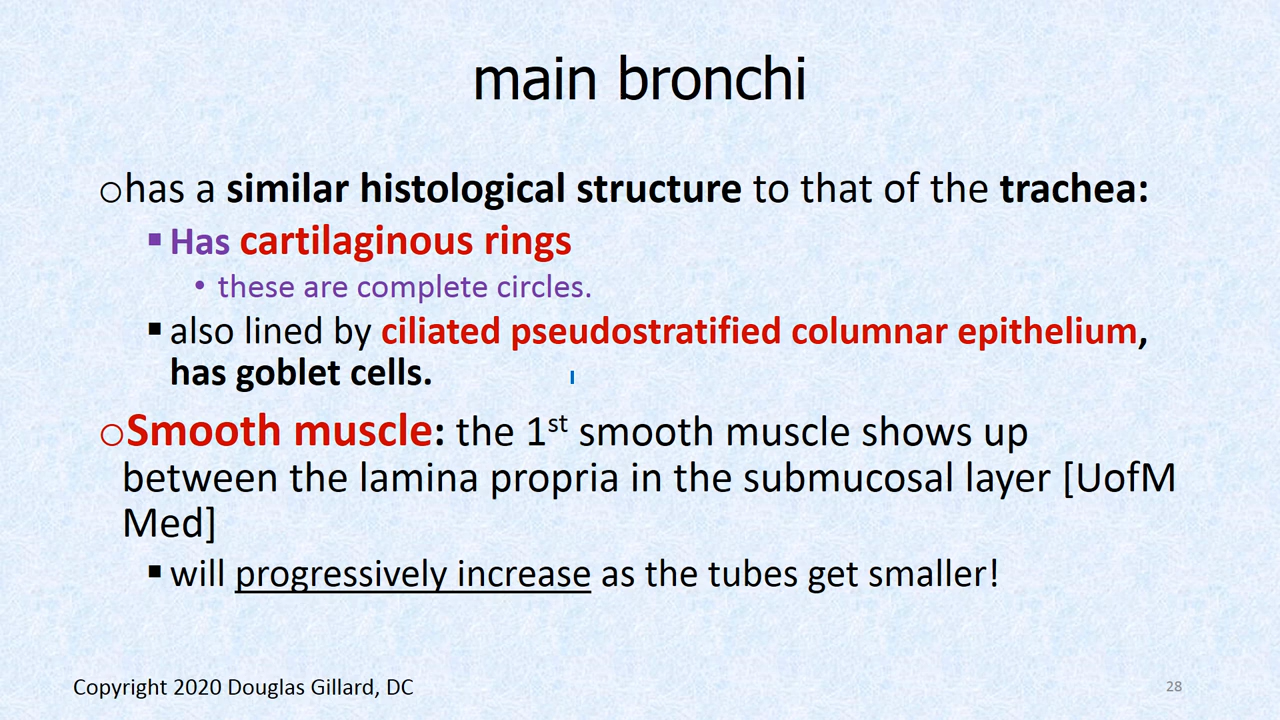 main bronchi
has a similar histological structure to that of the trachea:
Has cartilaginous rings
these are complete circles.
also lined by ciliated pseudostratified columnar epithelium,
has goblet cells.
Smooth muscle: the 1st smooth muscle shows up
between the lamina propria in the submucosal layer [UofM
Med]
will progressively increase as the tubes get smaller!
Copyright 2020 Douglas Gillard, DC
28